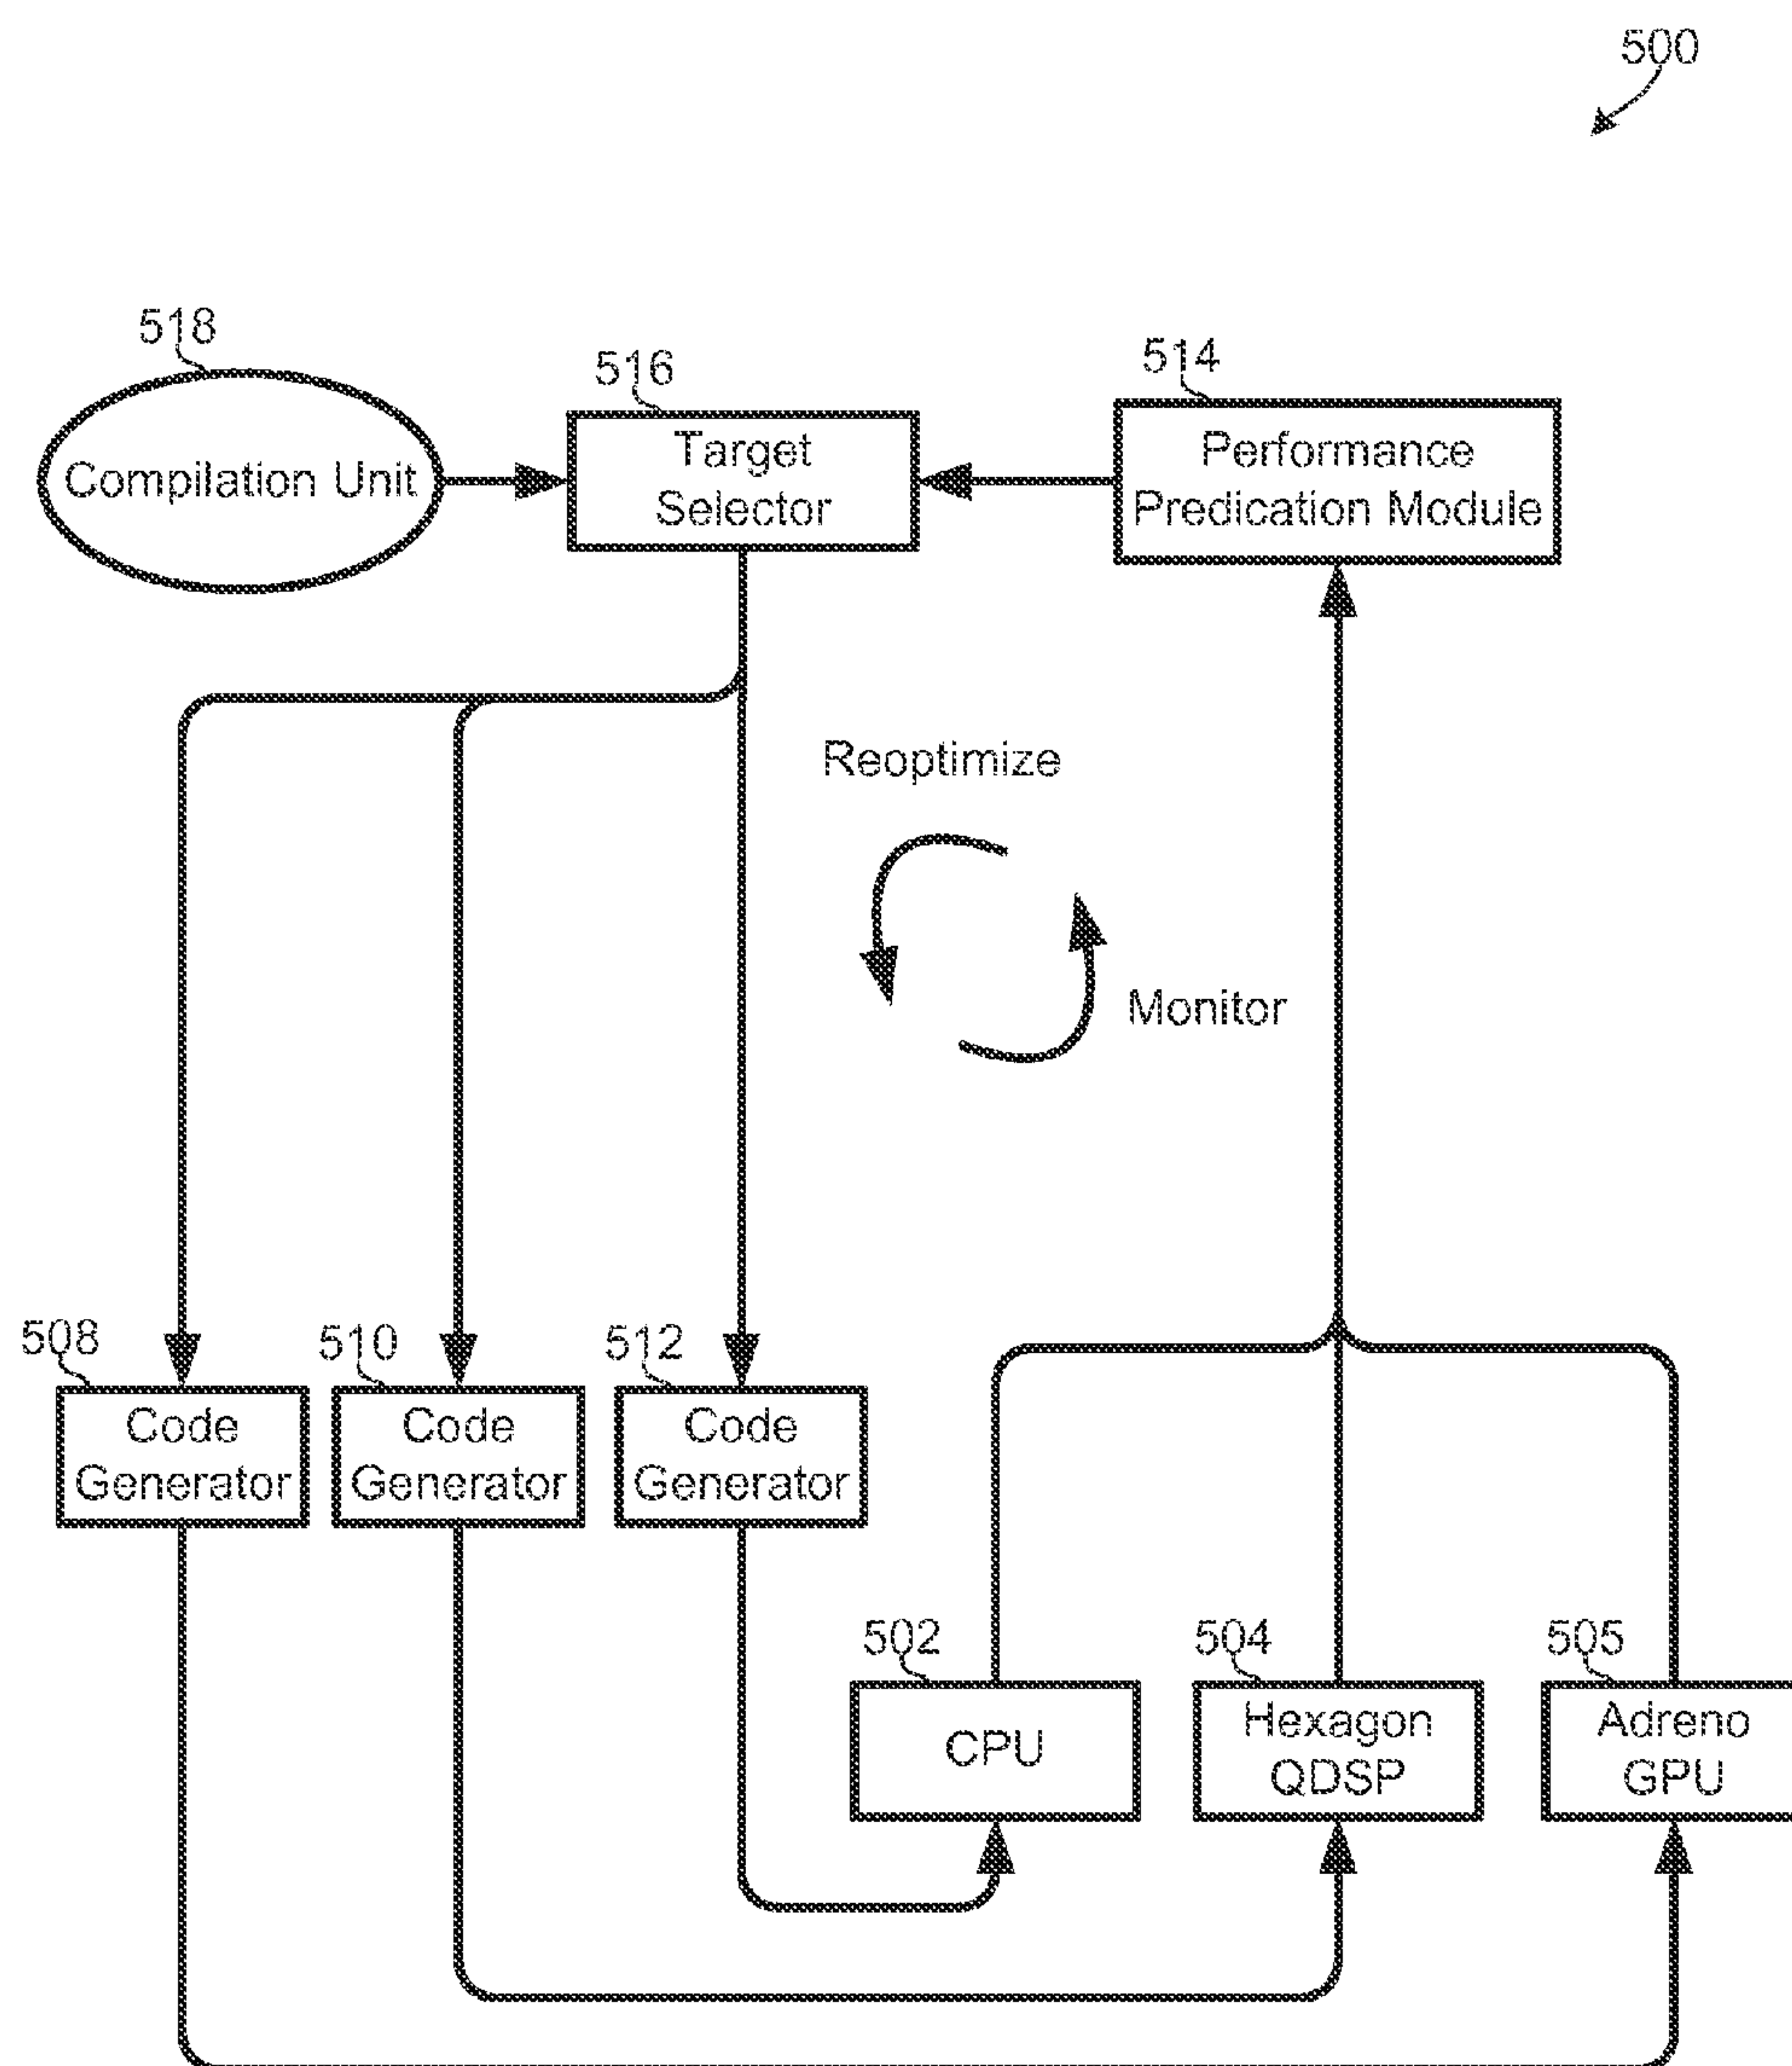 500
518
516
514
Compilation Unit
Target
Selector
Performance
Predication Module
Reoptimize
Monitor
508
510
512
Code
Generator
Code
Generator
Code
Generator
502
504
505
CPU
Hexagon
QDSP
Adreno
GPU